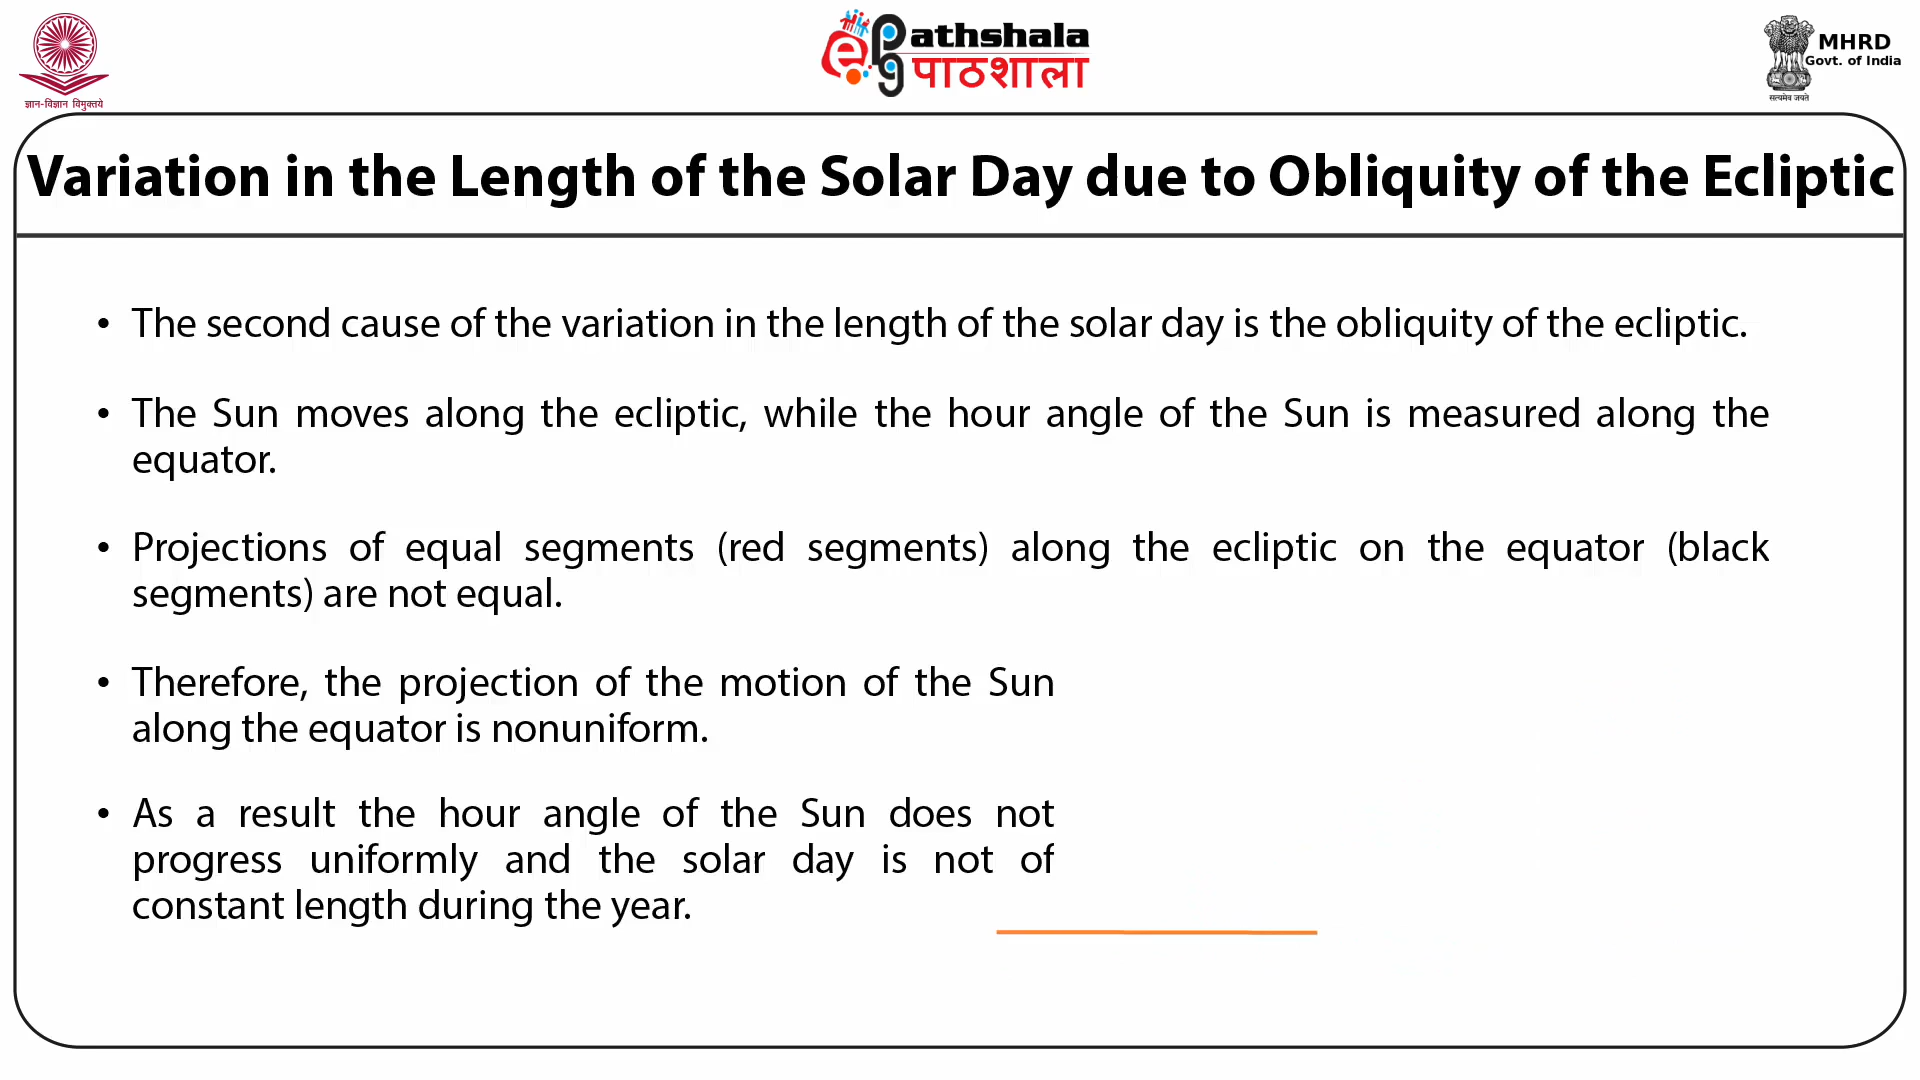 ज्ञान-विज्ञान विमुक्तये
ePathshala
पाठशाला
MHRD
Govt. of India
सत्यमेव जयते
Variation in the Length of the Solar Day due to Obliquity of the Ecliptic
• The second cause of the variation in the length of the solar day is the obliquity of the ecliptic.
• The Sun moves along the ecliptic, while the hour angle of the Sun is measured along the
equator.
• Projections of equal segments (red segments) along the ecliptic on the equator (black
segments) are not equal.
• Therefore, the projection of the motion of the Sun
along the equator is nonuniform.
• As a result the hour angle of the Sun does not
progress uniformly and the solar day is not of
constant length during the year.